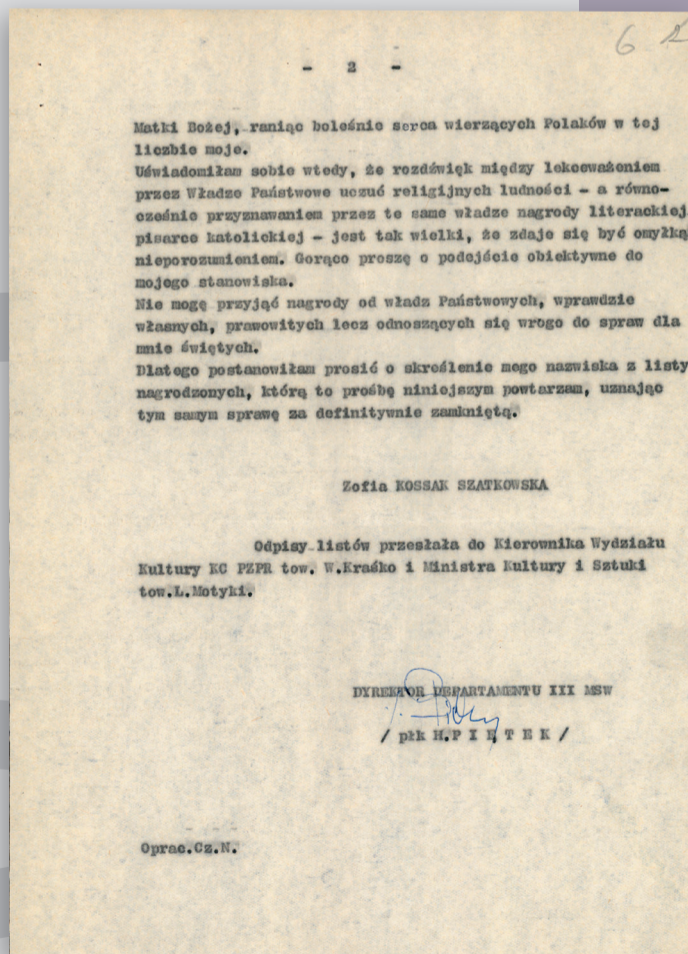 6 2
- 2 -
Matki Bożej, raniąc boleśnie serca wierzących Polaków w tej
liczbie moje.
Uświadomiłam sobie wtedy, że rozdźwięk między lekceważeniem
przez Władze Państwowe uczuć religijnych ludności - a równo-
cześnie przyznawaniem przez te same władze nagrody literackiej
pisarce katolickiej - jest tak wielki, że zdaje się być omyłką
nieporozumieniem. Gorąco proszę o podejście obiektywne do
mojego stanowiska.
Nie mogę przyjąć nagrody od władz Państwowych, wprawdzie
własnych, prawowitych lecz odnoszących się wrogo do spraw dla
mnie świętych.
Dlatego postanowiłam prosić o skreślenie mego nazwiska z listy
nagrodzonych, którą to prośbę niniejszym powtarzam, uznając
tym samym sprawę za definitywnie zamkniętą.
Zofia KOSSAK SZATKOWSKA
Odpisy listów przesłała do Kierownika Wydziału
Kultury KC PZPR tow. W.Kraśko i Ministra Kultury i Sztuki
tow.L.Motyki.
DYREKTOR DEPARTAMENTU III MSW
/ płk H.P I Ę T E K /
Oprac.Cz.N.